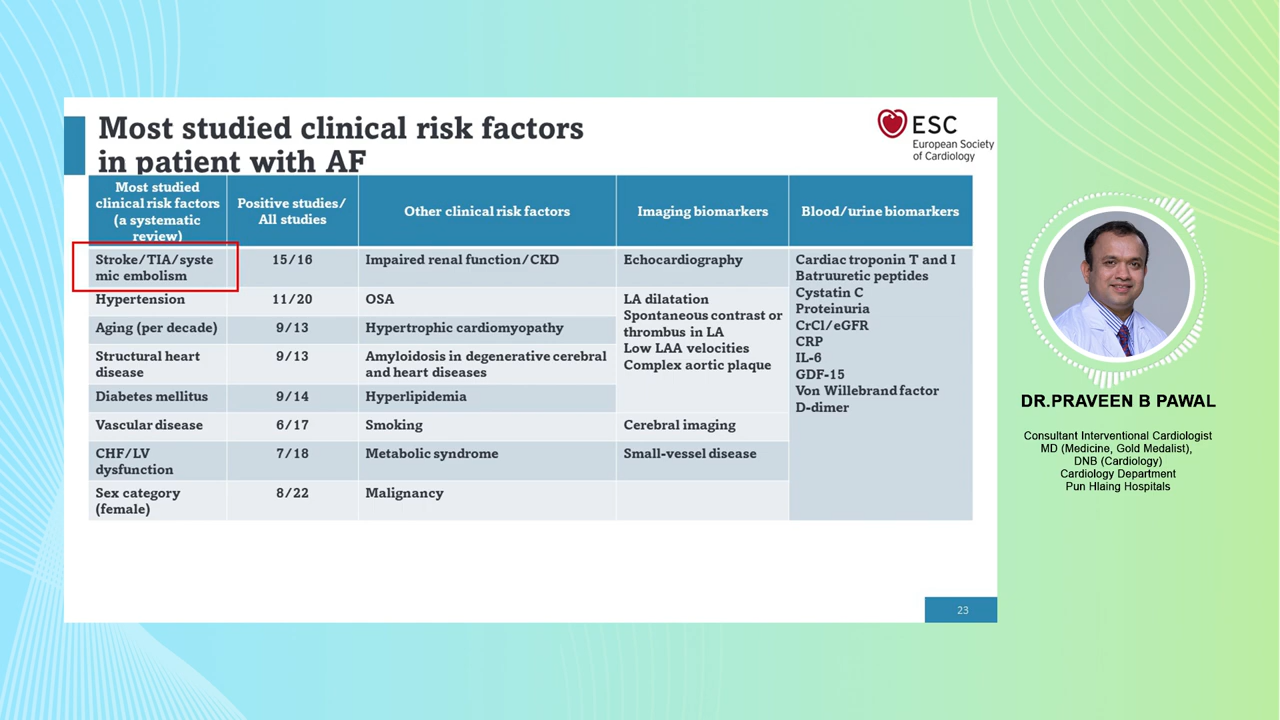 Most studied clinical risk factors
in patient with AF
ESC
European Society
of Cardiology
Most studied
clinical risk factors
(a systematic
review)
Positive studies/
All studies
Other clinical risk factors
Imaging biomarkers
Blood/urine biomarkers
Stroke/TIA/syste
mic embolism
15/16
Impaired renal function/CKD
Echocardiography
Cardiac troponin T and I
Batruuretic peptides
Cystatin C
Proteinuria
CrCl/eGFR
CRP
IL-6
GDF-15
Von Willebrand factor
D-dimer
Hypertension
11/20
OSA
LA dilatation
Spontaneous contrast or
thrombus in LA
Low LAA velocities
Complex aortic plaque
Aging (per decade)
9/13
Hypertrophic cardiomyopathy
Structural heart
disease
9/13
Amyloidosis in degenerative cerebral
and heart diseases
Diabetes mellitus
9/14
Hyperlipidemia
Vascular disease
6/17
Smoking
Cerebral imaging
CHF/LV
dysfunction
7/18
Metabolic syndrome
Small-vessel disease
Sex category
(female)
8/22
Malignancy
23
DR.PRAVEEN B PAWAL
Consultant Interventional Cardiologist
MD (Medicine, Gold Medalist),
DNB (Cardiology)
Cardiology Department
Pun Hlaing Hospitals